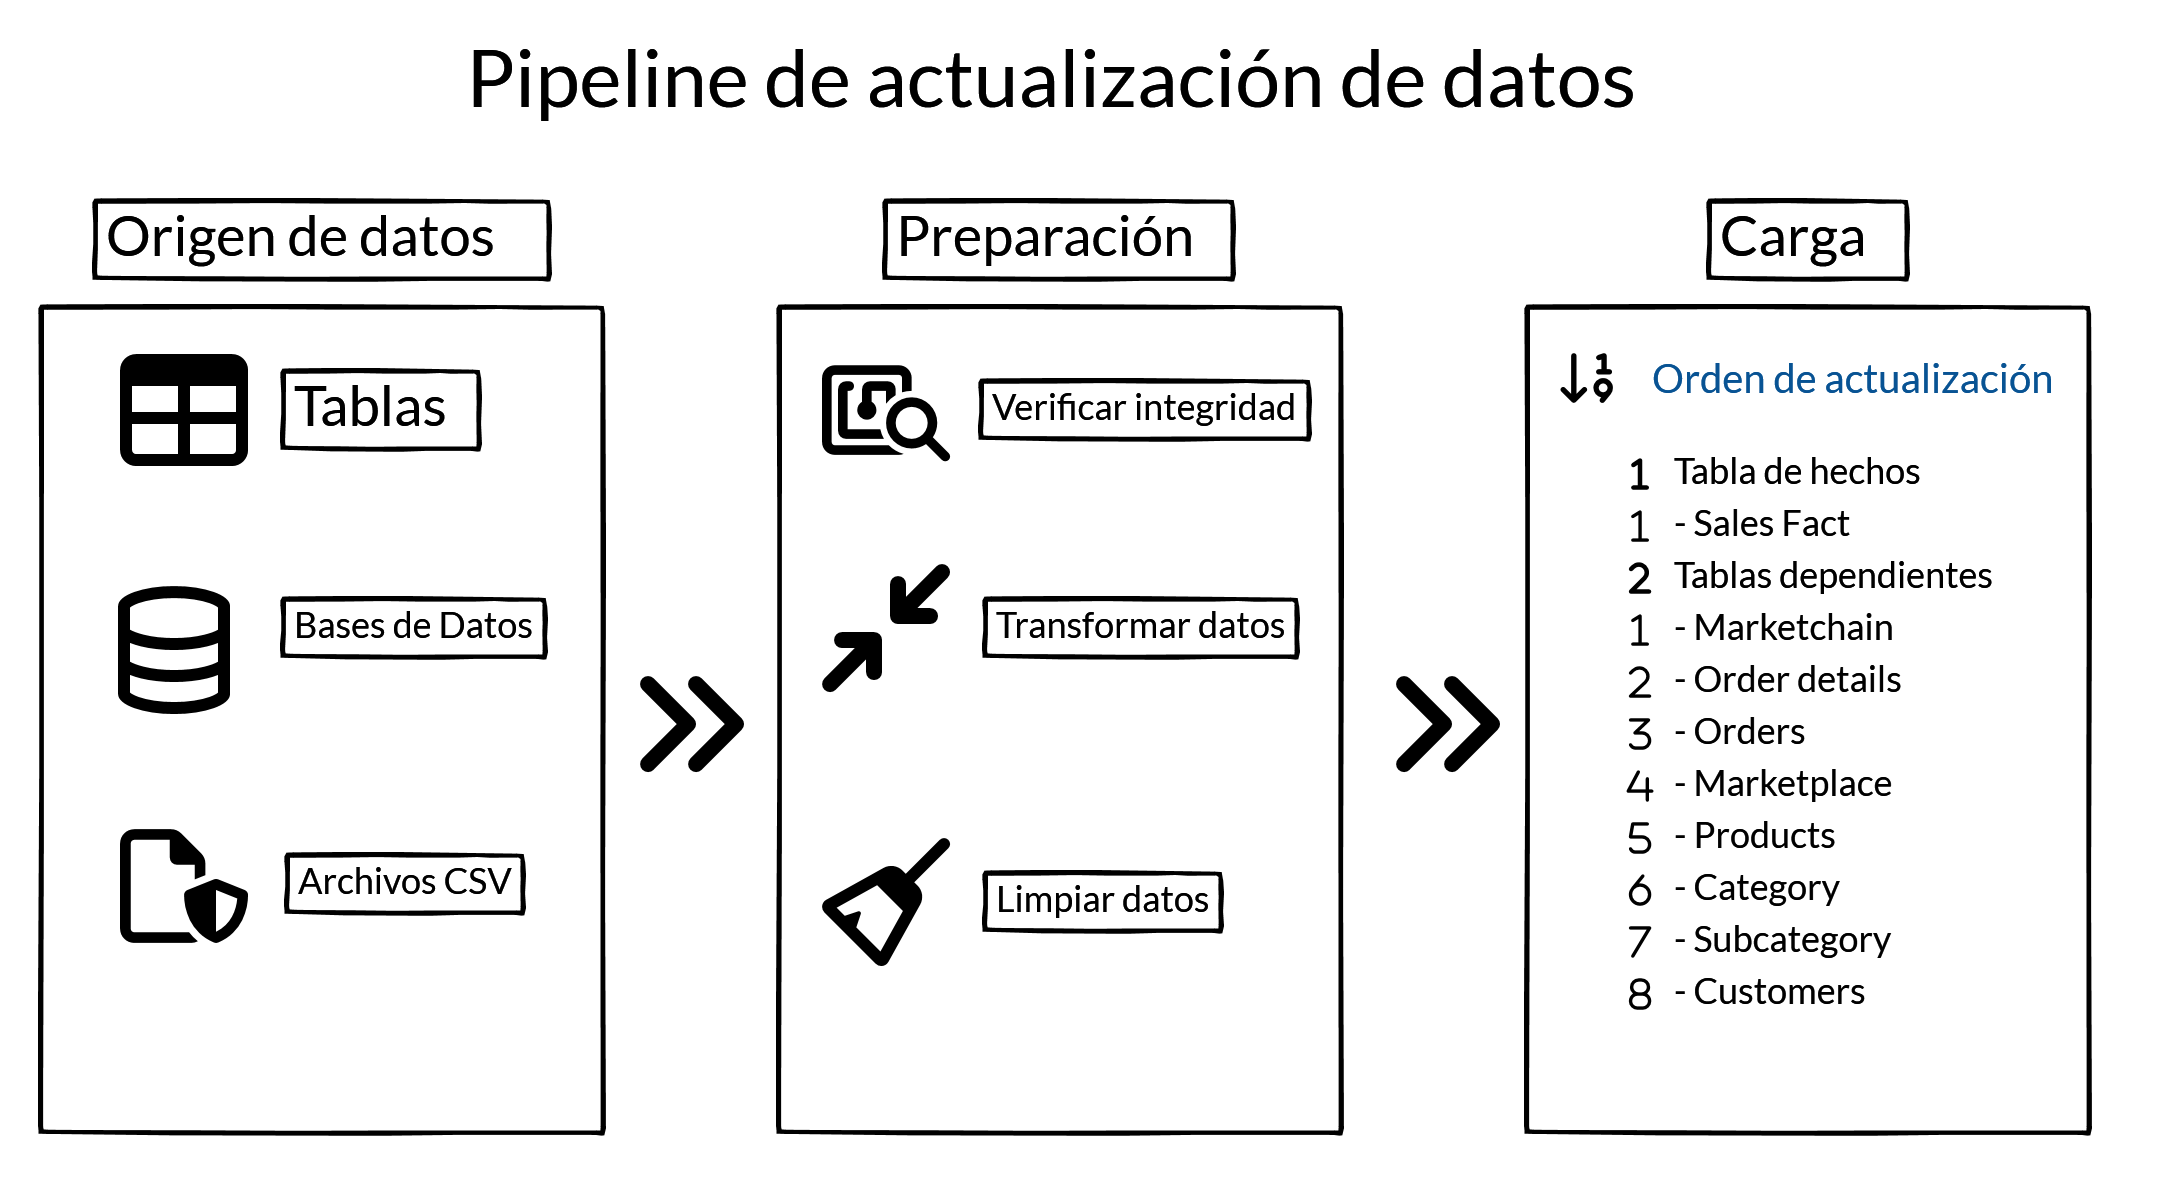 Pipeline de actualización de datos
Origen de datos
Tablas
Bases de Datos
Archivos CSV
Preparación
Verificar integridad
Transformar datos
Limpiar datos
Carga
1
9
Orden de actualización
1 Tabla de hechos
1 - Sales Fact
2 Tablas dependientes
1 - Marketchain
2 - Order details
3 - Orders
4 - Marketplace
5 - Products
6 - Category
7 - Subcategory
8 - Customers